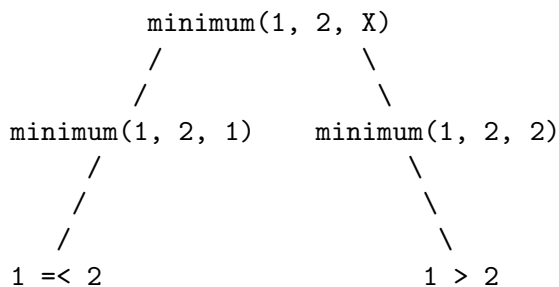 minimum(1, 2, X)
/ \
/ \
/ \
minimum(1, 2, 1) minimum(1, 2, 2)
/ \
/ \
/ \
/ \
1 =< 2 1 > 2